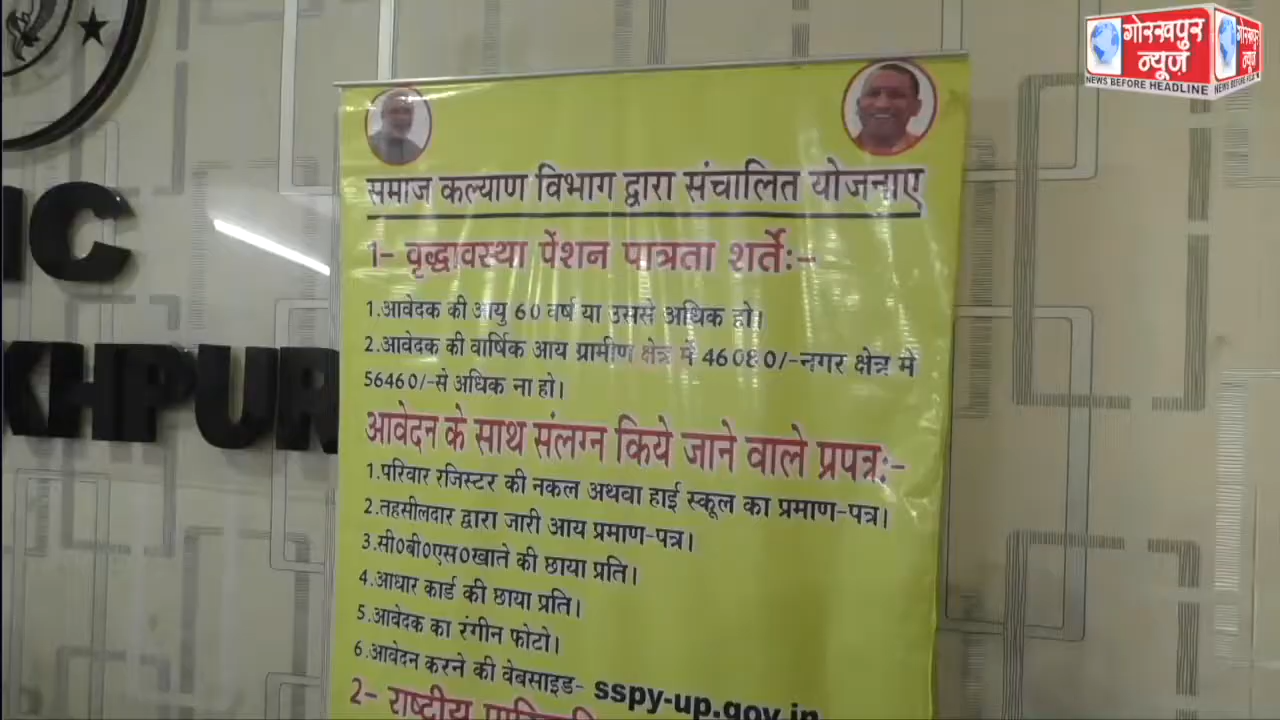 गोरखपुर
न्यूज़
NEWS BEFORE HEADLINE
IC
KHPUR
समाज कल्याण विभाग द्वारा संचालित योजनाए
1- वृद्धावस्था पेंशन पात्रता शर्तेः-
1.आवेदक की आयु 60 वर्ष या उससे अधिक हो।
2.आवेदक की वार्षिक आय ग्रामीण क्षेत्र में 46080/-नगर क्षेत्र में
56460/-से अधिक ना हो।
आवेदन के साथ संलग्न किये जाने वाले प्रपत्रः-
1.परिवार रजिस्टर की नकल अथवा हाई स्कूल का प्रमाण-पत्र।
2.तहसीलदार द्वारा जारी आय प्रमाण-पत्र।
3.सी0बी0एस0खाते की छाया प्रति।
4.आधार कार्ड की छाया प्रति।
5.आवेदक का रंगीन फोटो।
6.आवेदन करने की वेबसाइड- sspy-up.gov.in
2- राष्ट्रीय